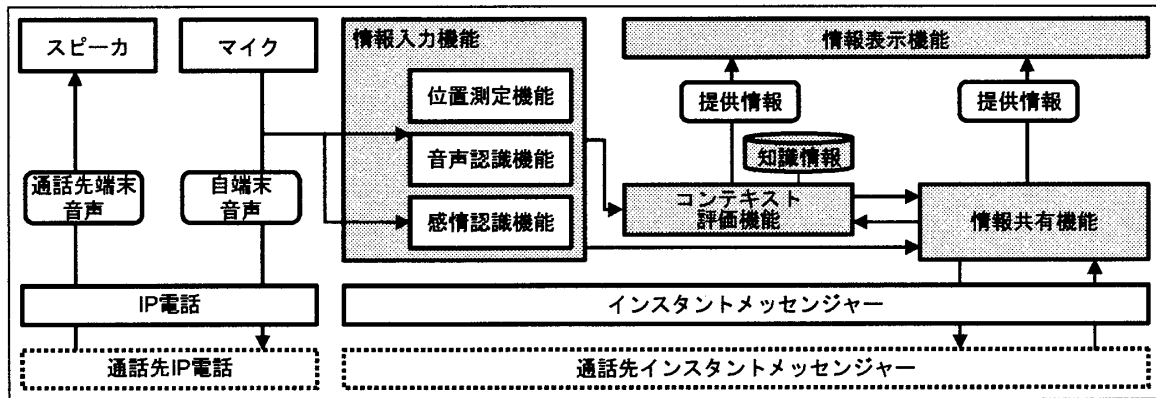 スピーカ
マイク
情報入力機能
情報表示機能
位置測定機能
提供情報
提供情報
音声認識機能
知識情報
通話先端末
音声
自端末
音声
感情認識機能
コンテキスト
評価機能
情報共有機能
IP電話
インスタントメッセンジャー
通話先IP電話
通話先インスタントメッセンジャー